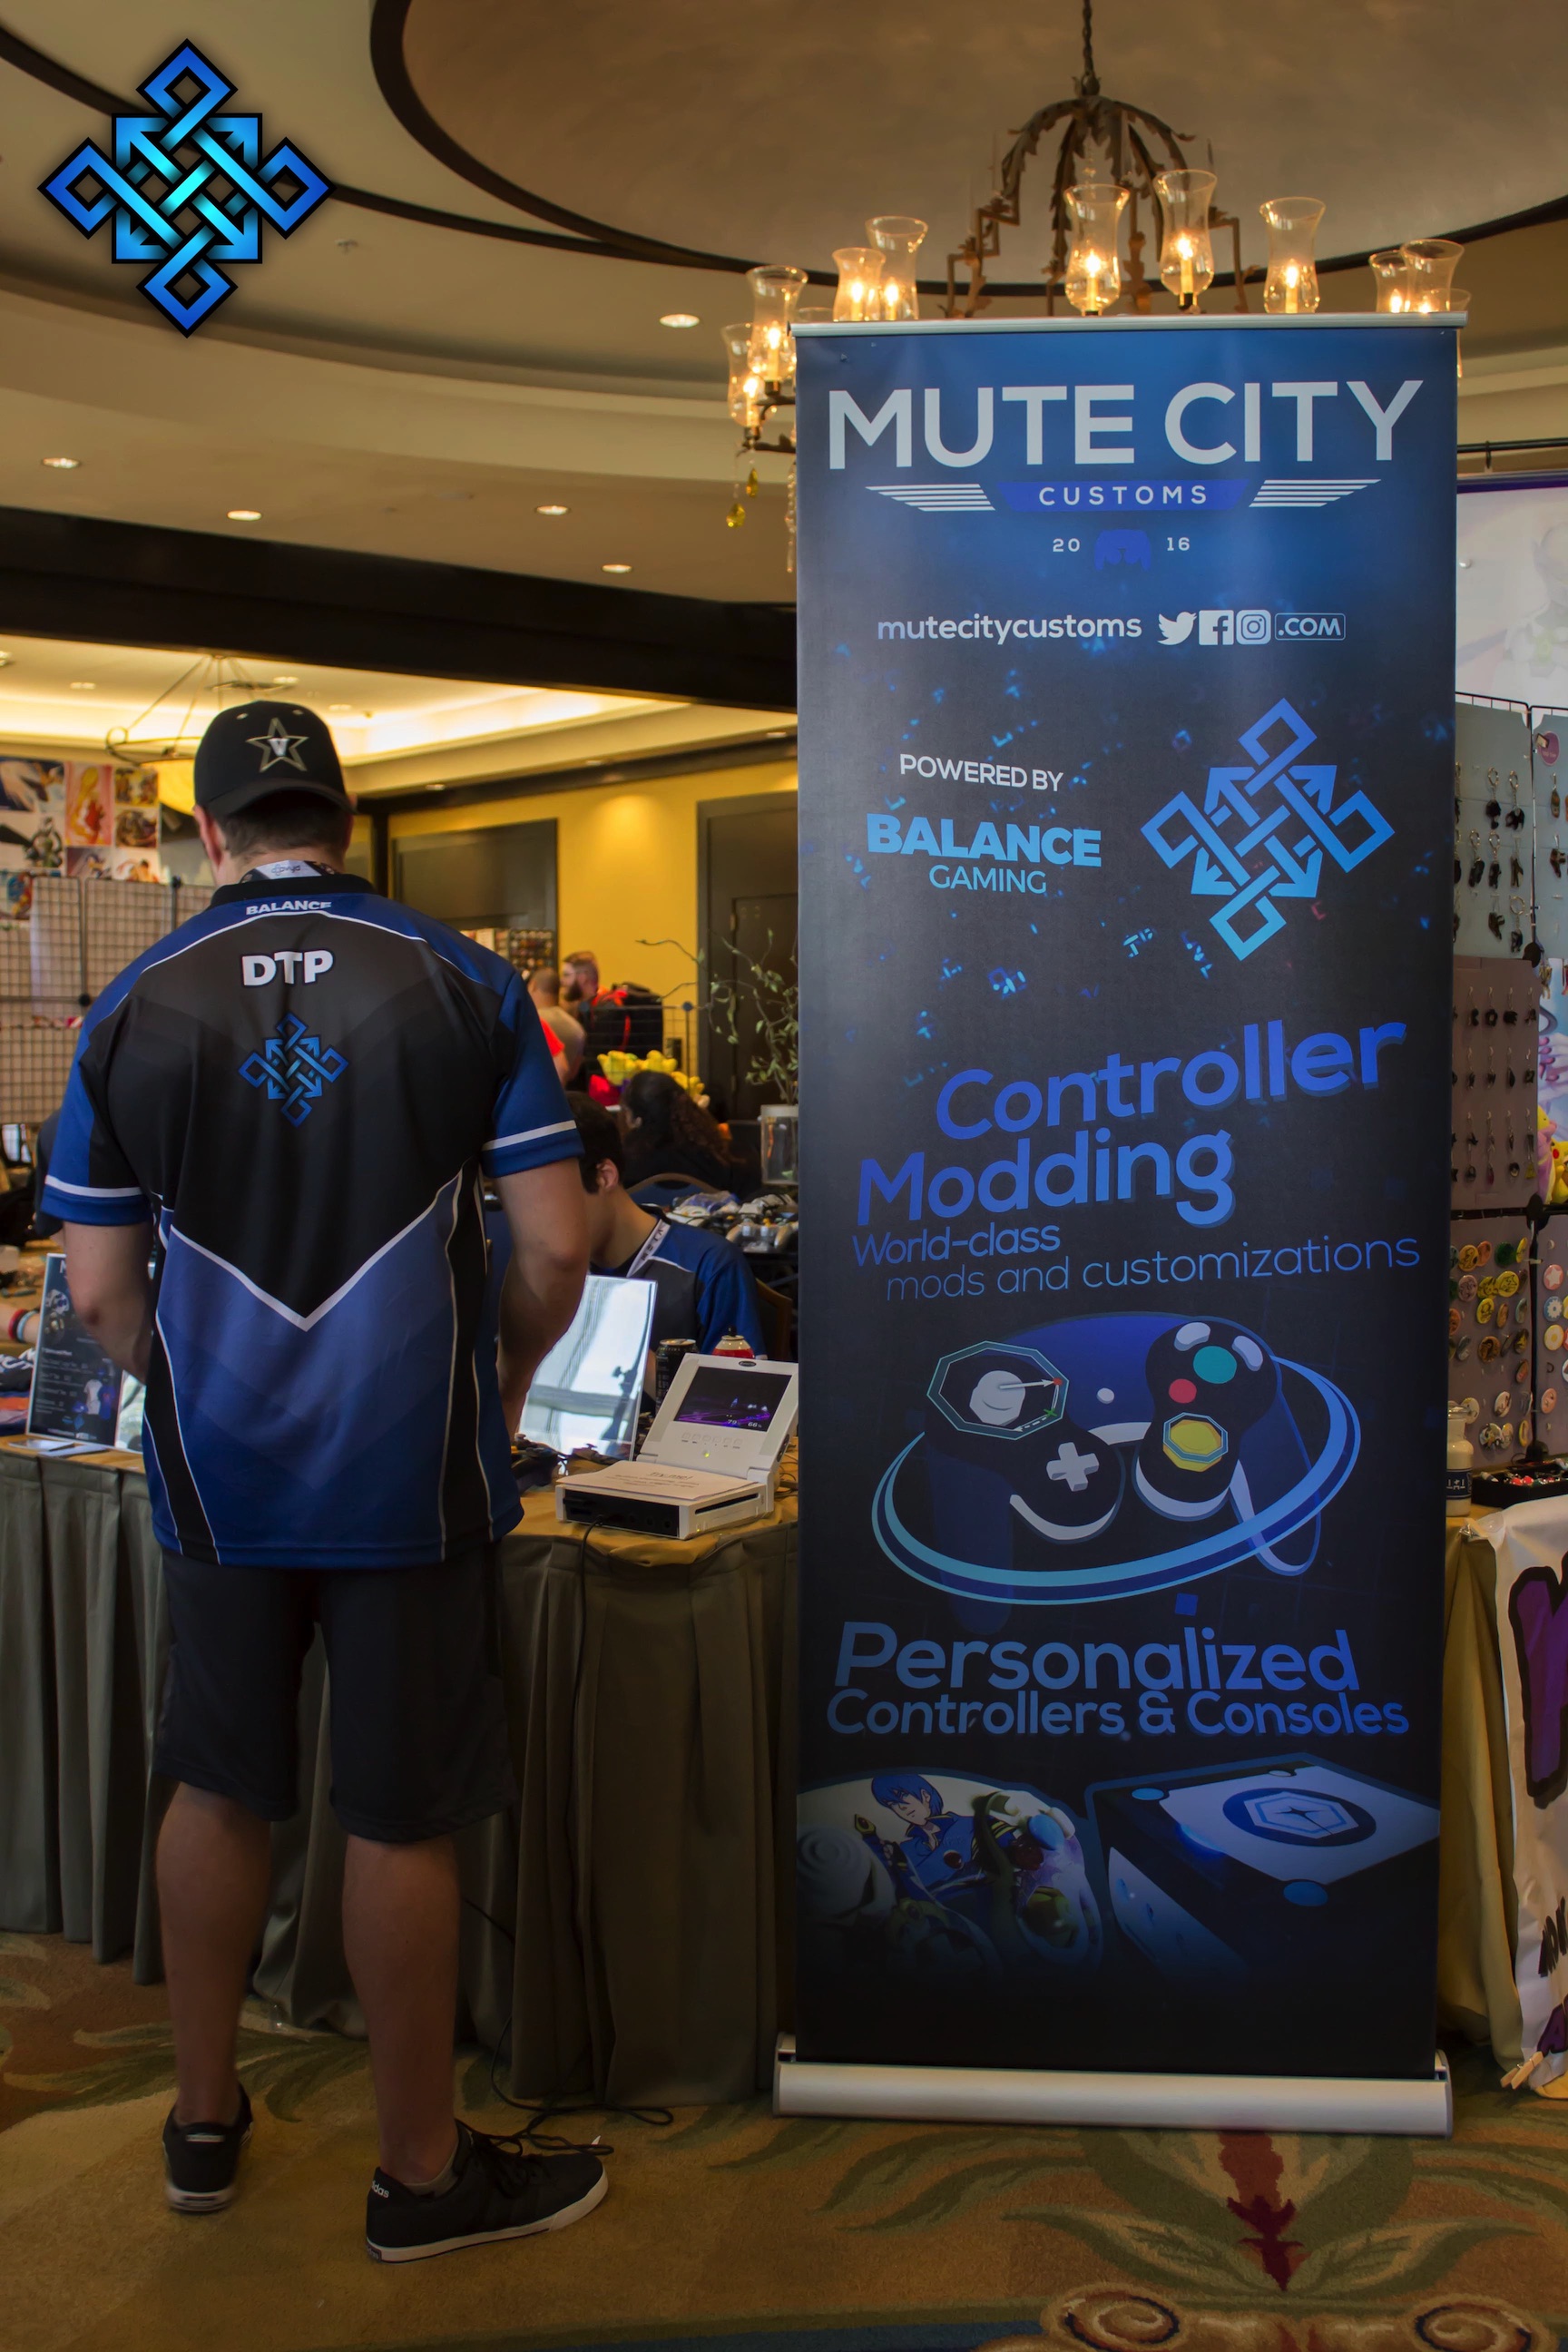 MUTE CITY
CUSTOMS
20 16
mutecitycustoms .COM
POWERED BY
BALANCE
GAMING
Controller
Modding
World-class
mods and customizations
Personalized
Controllers & Consoles
BALANCE
DTP
V